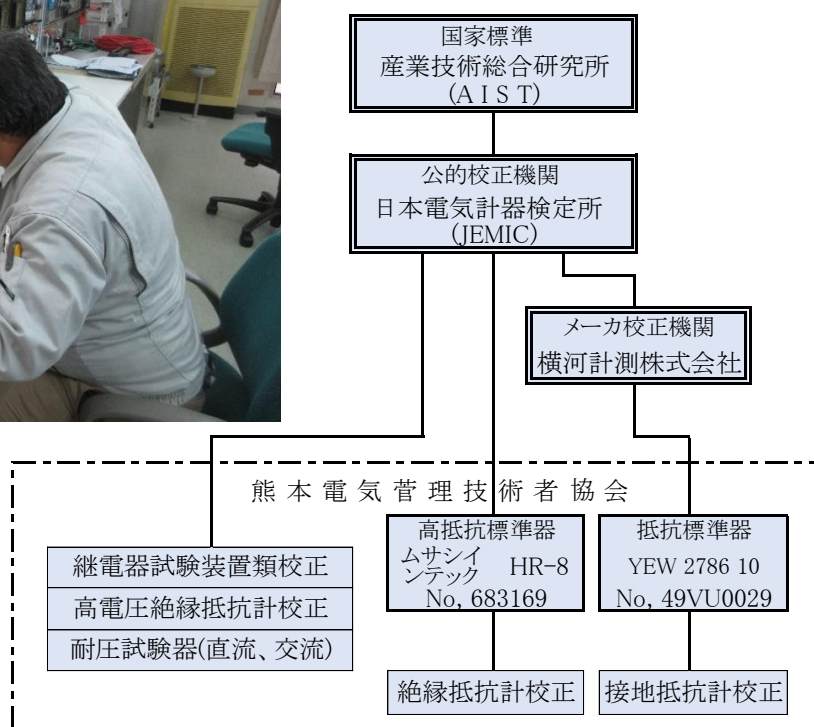 国家標準
産業技術総合研究所
(A I S T)
公的校正機関
日本電気計器検定所
(JEMIC)
メーカ校正機関
横河計測株式会社
熊本電気管理技術者協会
継電器試験装置類校正
高電圧絶縁抵抗計校正
耐圧試験器(直流、交流)
高抵抗標準器
ムサシイ
ンテック HR-8
No, 683169
絶縁抵抗計校正
抵抗標準器
YEW 2786 10
No, 49VU0029
接地抵抗計校正